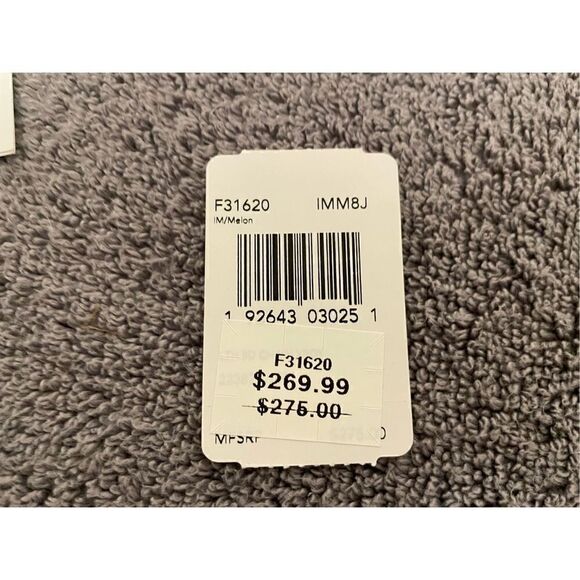 F31620 IMM8J
IM/Melon
1 92643 03025 1
F31620
$269.99
$275.00
MFSRP